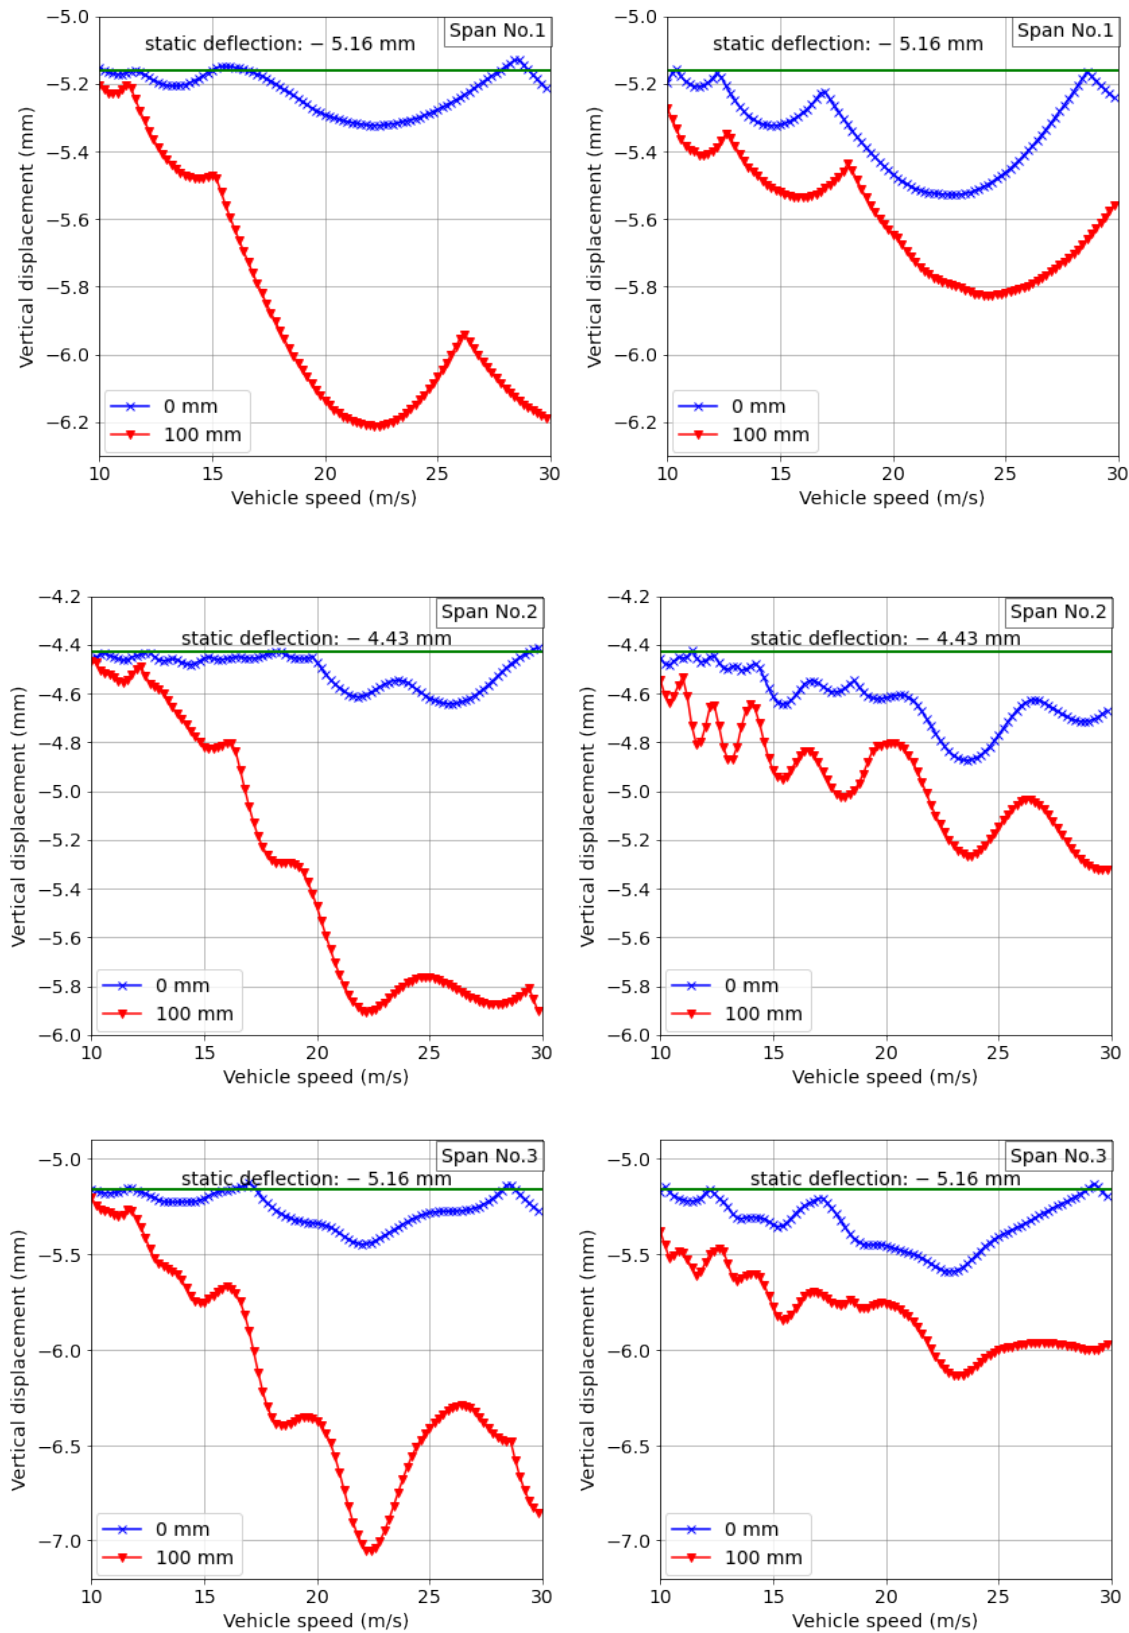 Span No.1
static deflection: − 5.16 mm
−5.0
−5.2
−5.4
−5.6
−5.8
−6.0
−6.2
Vertical displacement (mm)
0 mm
100 mm
10 15 20 25 30
Vehicle speed (m/s)
Span No.1
static deflection: − 5.16 mm
−5.0
−5.2
−5.4
−5.6
−5.8
−6.0
−6.2
Vertical displacement (mm)
0 mm
100 mm
10 15 20 25 30
Vehicle speed (m/s)
Span No.2
static deflection: − 4.43 mm
−4.2
−4.4
−4.6
−4.8
−5.0
−5.2
−5.4
−5.6
−5.8
−6.0
Vertical displacement (mm)
0 mm
100 mm
10 15 20 25 30
Vehicle speed (m/s)
Span No.2
static deflection: − 4.43 mm
−4.2
−4.4
−4.6
−4.8
−5.0
−5.2
−5.4
−5.6
−5.8
−6.0
Vertical displacement (mm)
0 mm
100 mm
10 15 20 25 30
Vehicle speed (m/s)
Span No.3
static deflection: − 5.16 mm
−5.0
−5.5
−6.0
−6.5
−7.0
Vertical displacement (mm)
0 mm
100 mm
10 15 20 25 30
Vehicle speed (m/s)
Span No.3
static deflection: − 5.16 mm
−5.0
−5.5
−6.0
−6.5
−7.0
Vertical displacement (mm)
0 mm
100 mm
10 15 20 25 30
Vehicle speed (m/s)